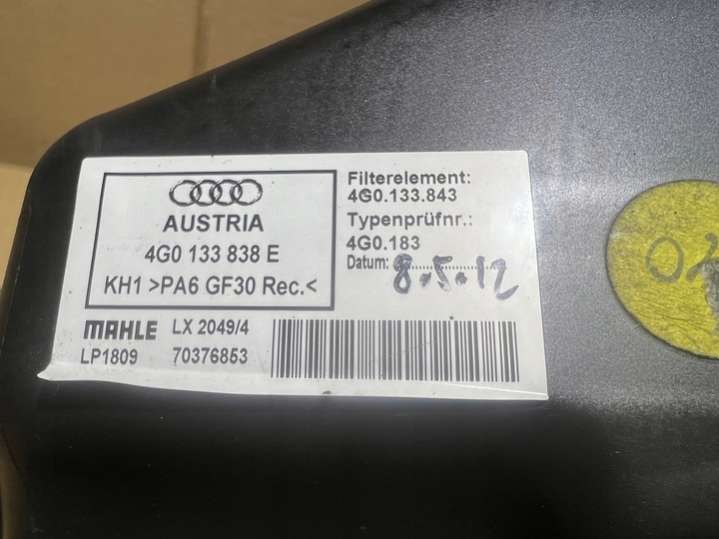 AUSTRIA
4G0 133 838 E
KH1 >PA6 GF30 Rec.<
Filterelement:
4G0.133.843
Typenprüfnr.:
4G0.183
Datum: 8.5.12
MAHLE LX 2049/4
LP1809 70376853